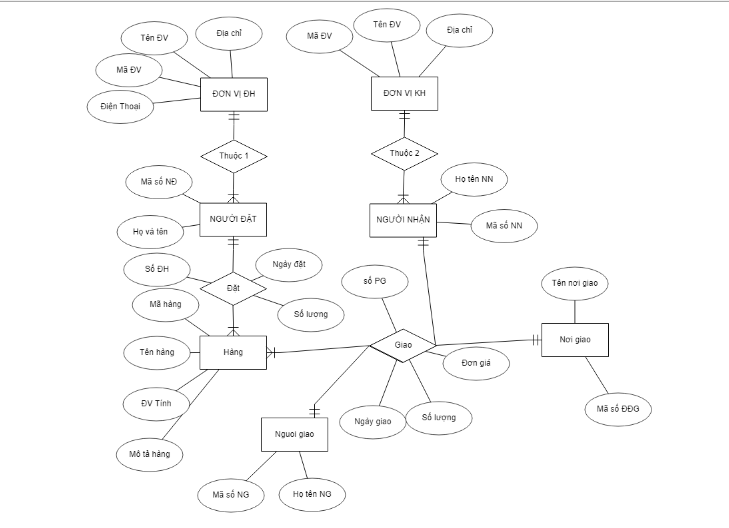 Tên ĐV
Địa chỉ
Mã ĐV
Điện Thoại
ĐƠN VỊ ĐH
Mã ĐV
Tên ĐV
Địa chỉ
ĐƠN VỊ KH
Thuộc 1
Thuộc 2
Mã số NĐ
Họ và tên
NGƯỜI ĐẶT
Họ tên NN
Mã số NN
NGƯỜI NHẬN
Số ĐH
Ngày đặt
Đặt
Số lượng
Mã hàng
Tên hàng
Hàng
ĐV Tính
Mô tả hàng
số PG
Giao
Đơn giá
Ngày giao
Số lượng
Tên nơi giao
Nơi giao
Mã số ĐĐG
Nguoi giao
Mã số NG
Họ tên NG